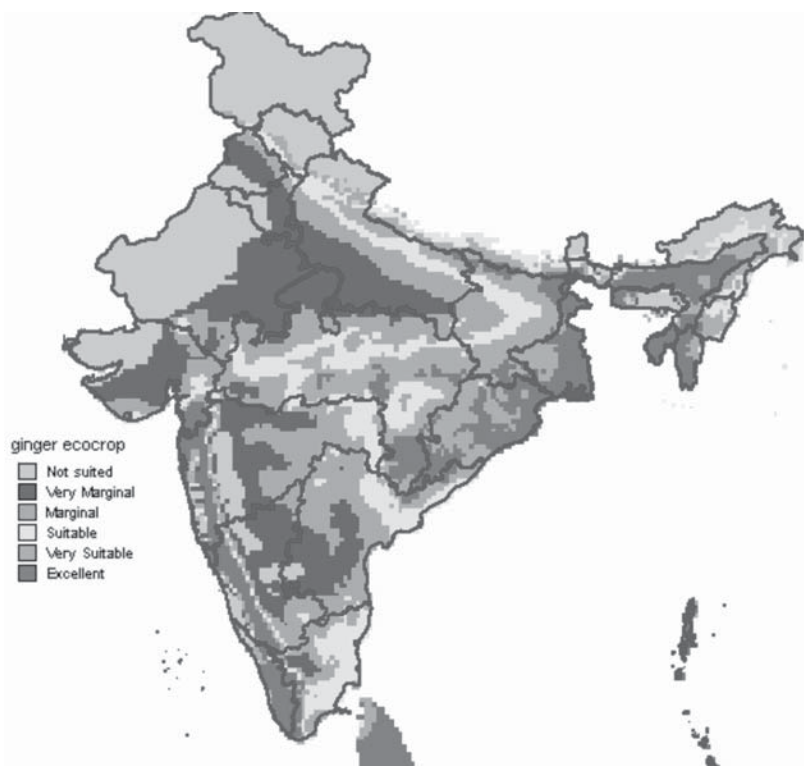 ginger ecocrop
Not suited
Very Marginal
Marginal
Suitable
Very Suitable
Excellent